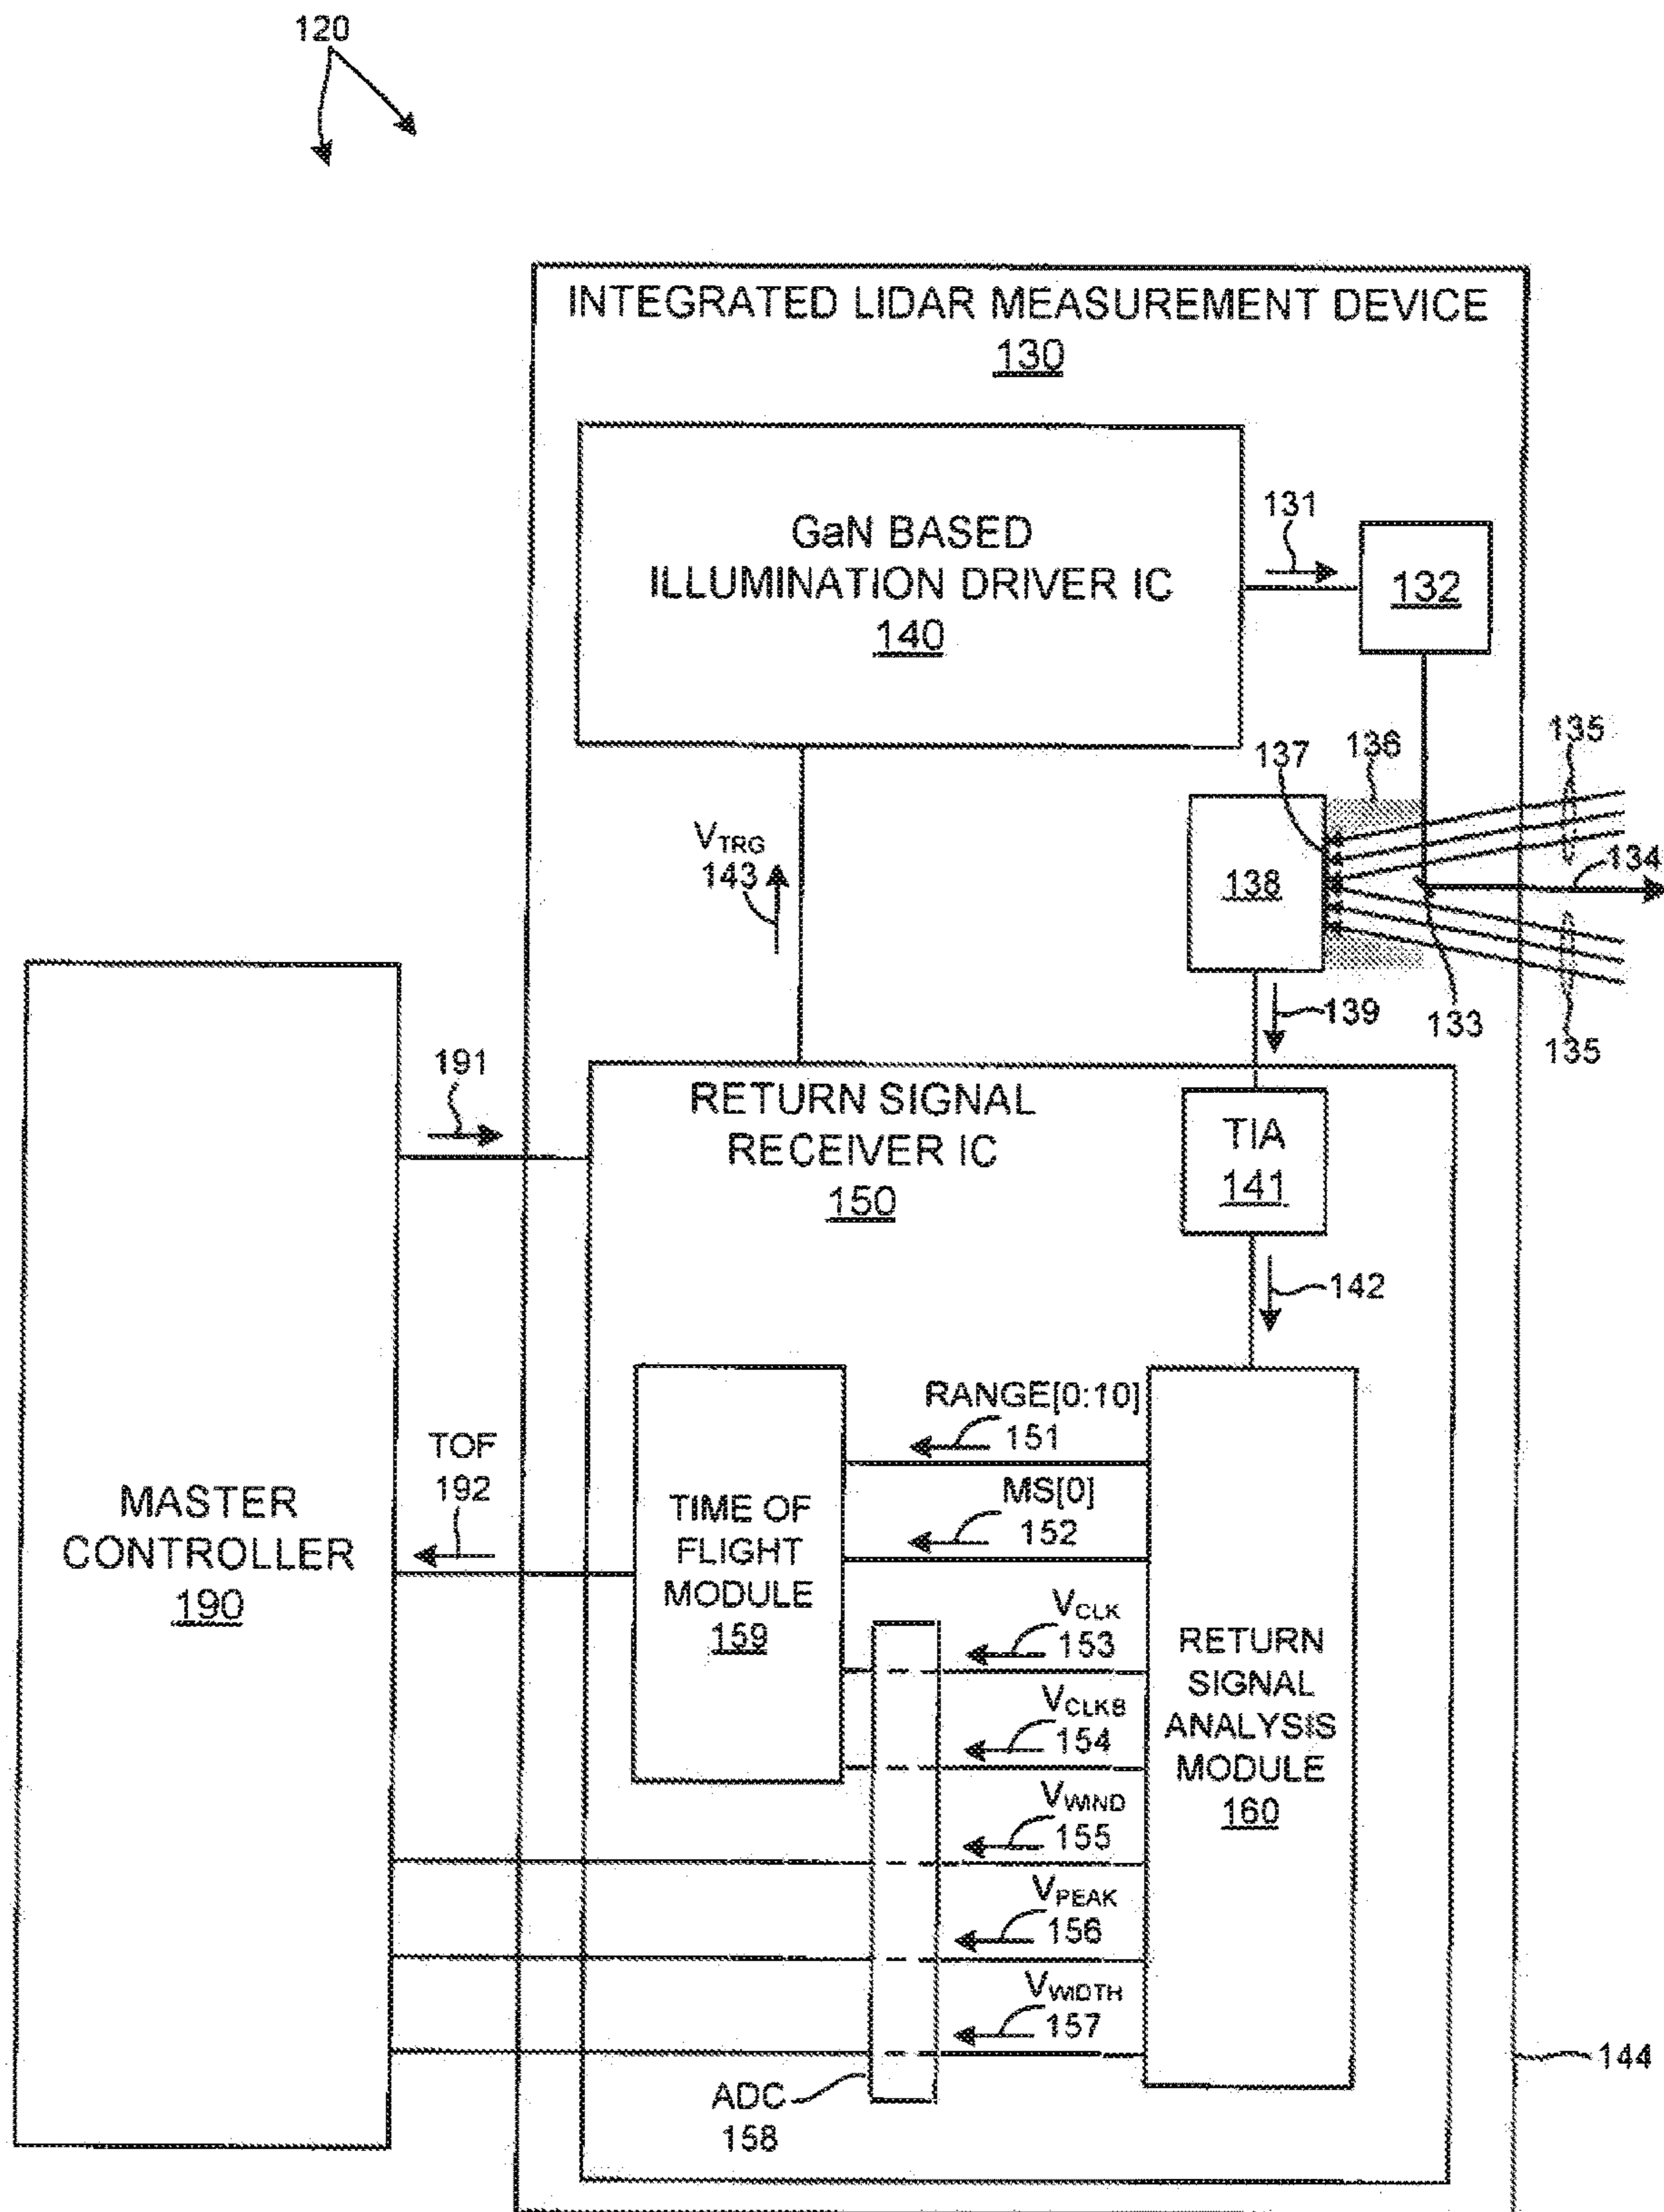 120
INTEGRATED LIDAR MEASUREMENT DEVICE
130
GaN BASED
ILLUMINATION DRIVER IC
140
131
132
137
136
135
134
138
133
135
139
VTRG
143
191
RETURN SIGNAL
RECEIVER IC
150
TIA
141
142
MASTER
CONTROLLER
190
TOF
192
TIME OF
FLIGHT
MODULE
159
RANGE[0:10]
151
MS[0]
152
VCLK
153
VCLKB
154
VWIND
155
VPEAK
156
VWIDTH
157
RETURN
SIGNAL
ANALYSIS
MODULE
160
ADC
158
144